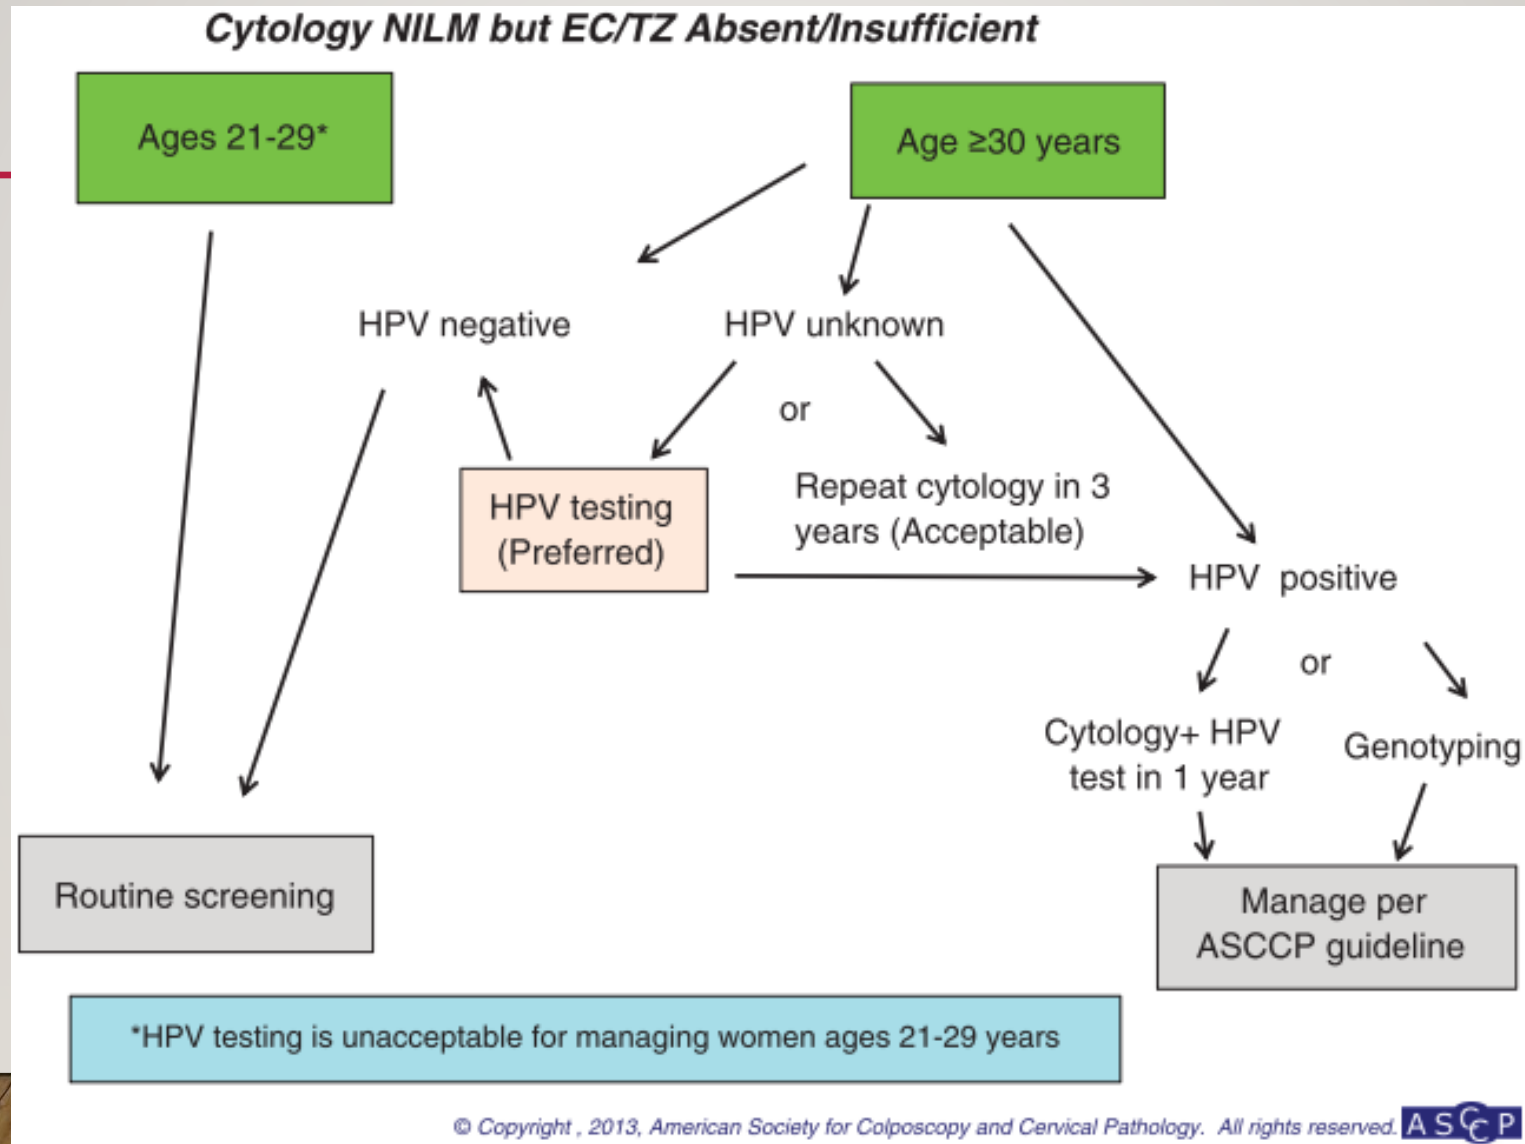 Cytology NILM but EC/TZ Absent/Insufficient
Ages 21-29*
Age ≥30 years
HPV negative
HPV unknown
or
HPV testing
(Preferred)
Repeat cytology in 3
years (Acceptable)
HPV positive
or
Cytology+ HPV
test in 1 year
Genotyping
Routine screening
Manage per
ASCCP guideline
*HPV testing is unacceptable for managing women ages 21-29 years
© Copyright , 2013, American Society for Colposcopy and Cervical Pathology. All rights reserved.
ASCCP